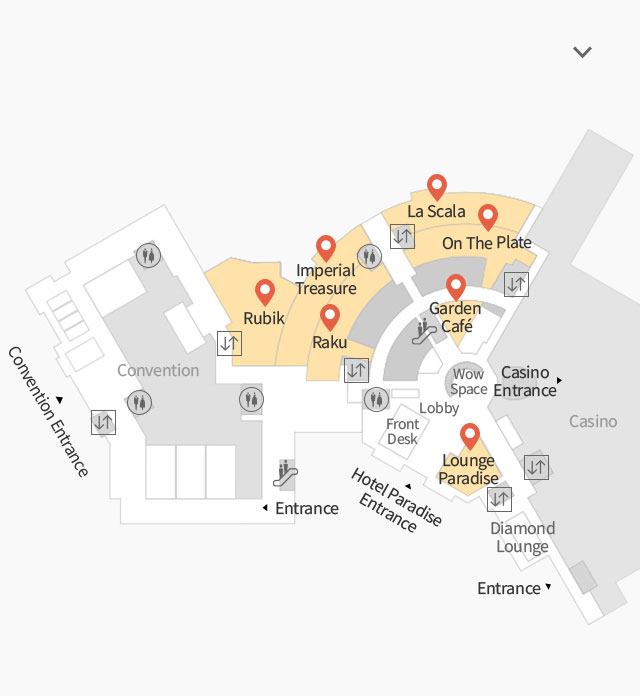 La Scala
On The Plate
Imperial
Treasure
Rubik
Raku
Garden
Café
Convention
Wow
Space
Casino
Entrance
Lobby
Front
Desk
Casino
Convention Entrance
Lounge
Paradise
Hotel Paradise
Entrance
Entrance
Diamond
Lounge
Entrance